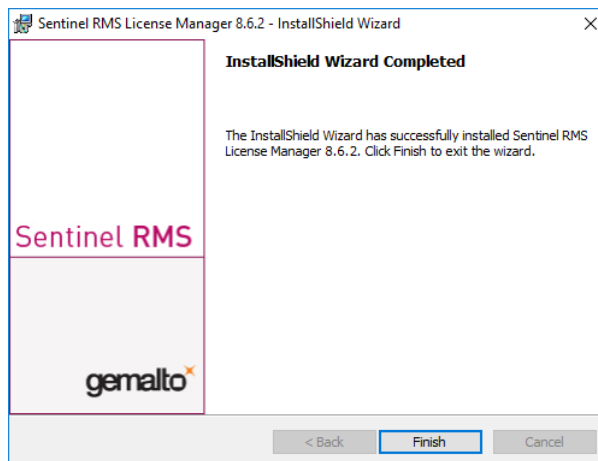 Sentinel RMS License Manager 8.6.2 - InstallShield Wizard
InstallShield Wizard Completed
The InstallShield Wizard has successfully installed Sentinel RMS
License Manager 8.6.2. Click Finish to exit the wizard.
Sentinel RMS
gemalto
< Back
Finish
Cancel